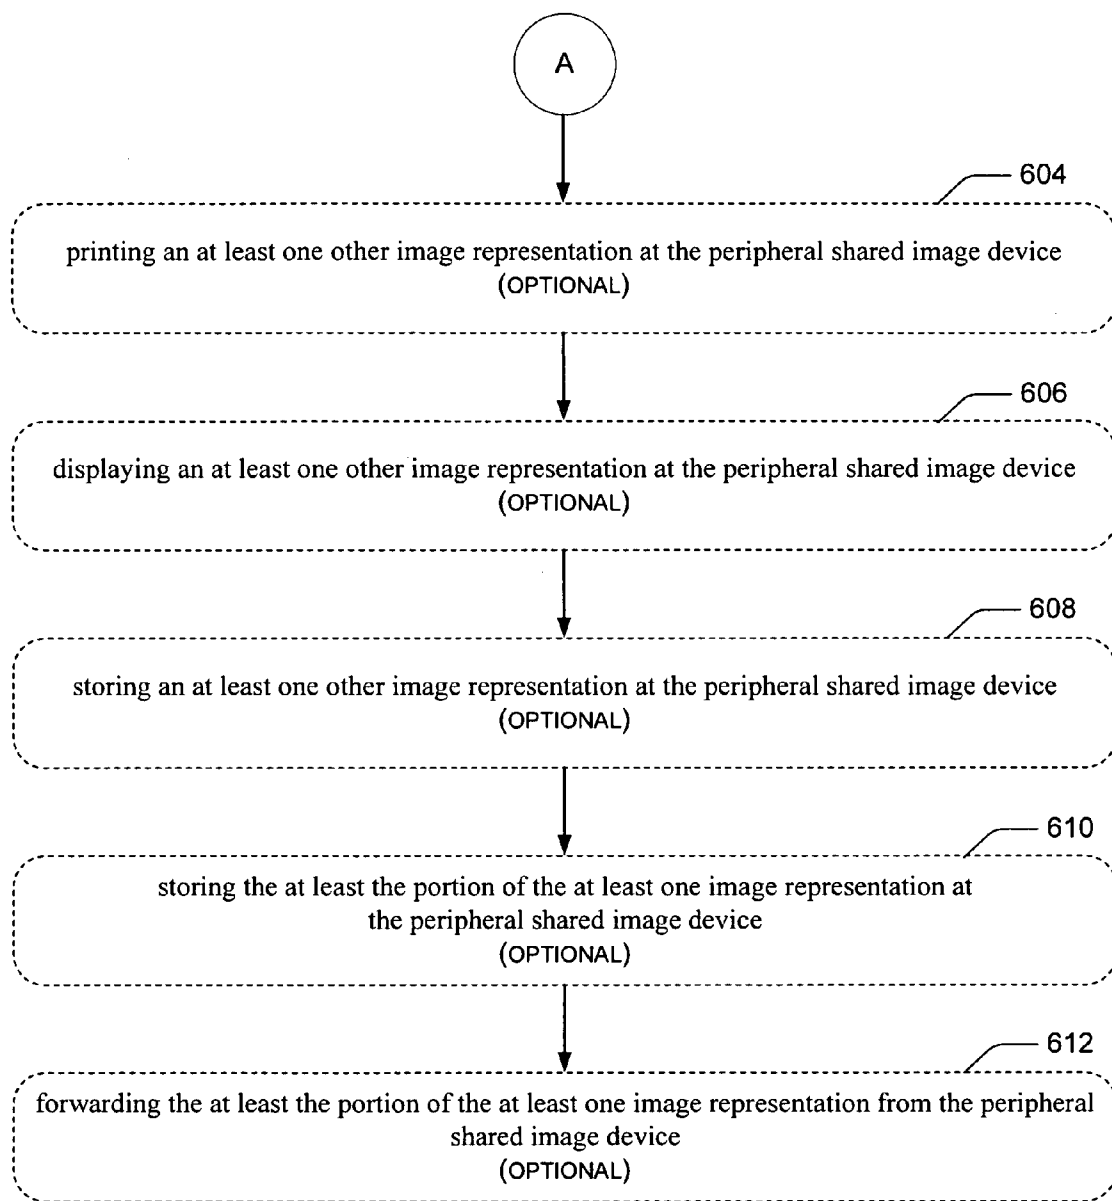 A
604
printing an at least one other image representation at the peripheral shared image device
(OPTIONAL)
606
displaying an at least one other image representation at the peripheral shared image device
(OPTIONAL)
608
storing an at least one other image representation at the peripheral shared image device
(OPTIONAL)
610
storing the at least the portion of the at least one image representation at
the peripheral shared image device
(OPTIONAL)
612
forwarding the at least the portion of the at least one image representation from the peripheral
shared image device
(OPTIONAL)